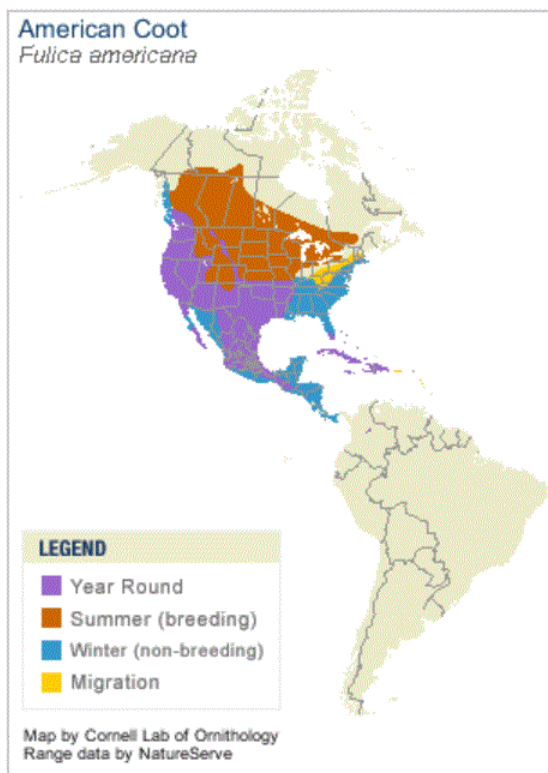 American Coot
Fulica americana
LEGEND
Year Round
Summer (breeding)
Winter (non-breeding)
Migration
Map by Cornell Lab of Ornithology
Range data by NatureServe